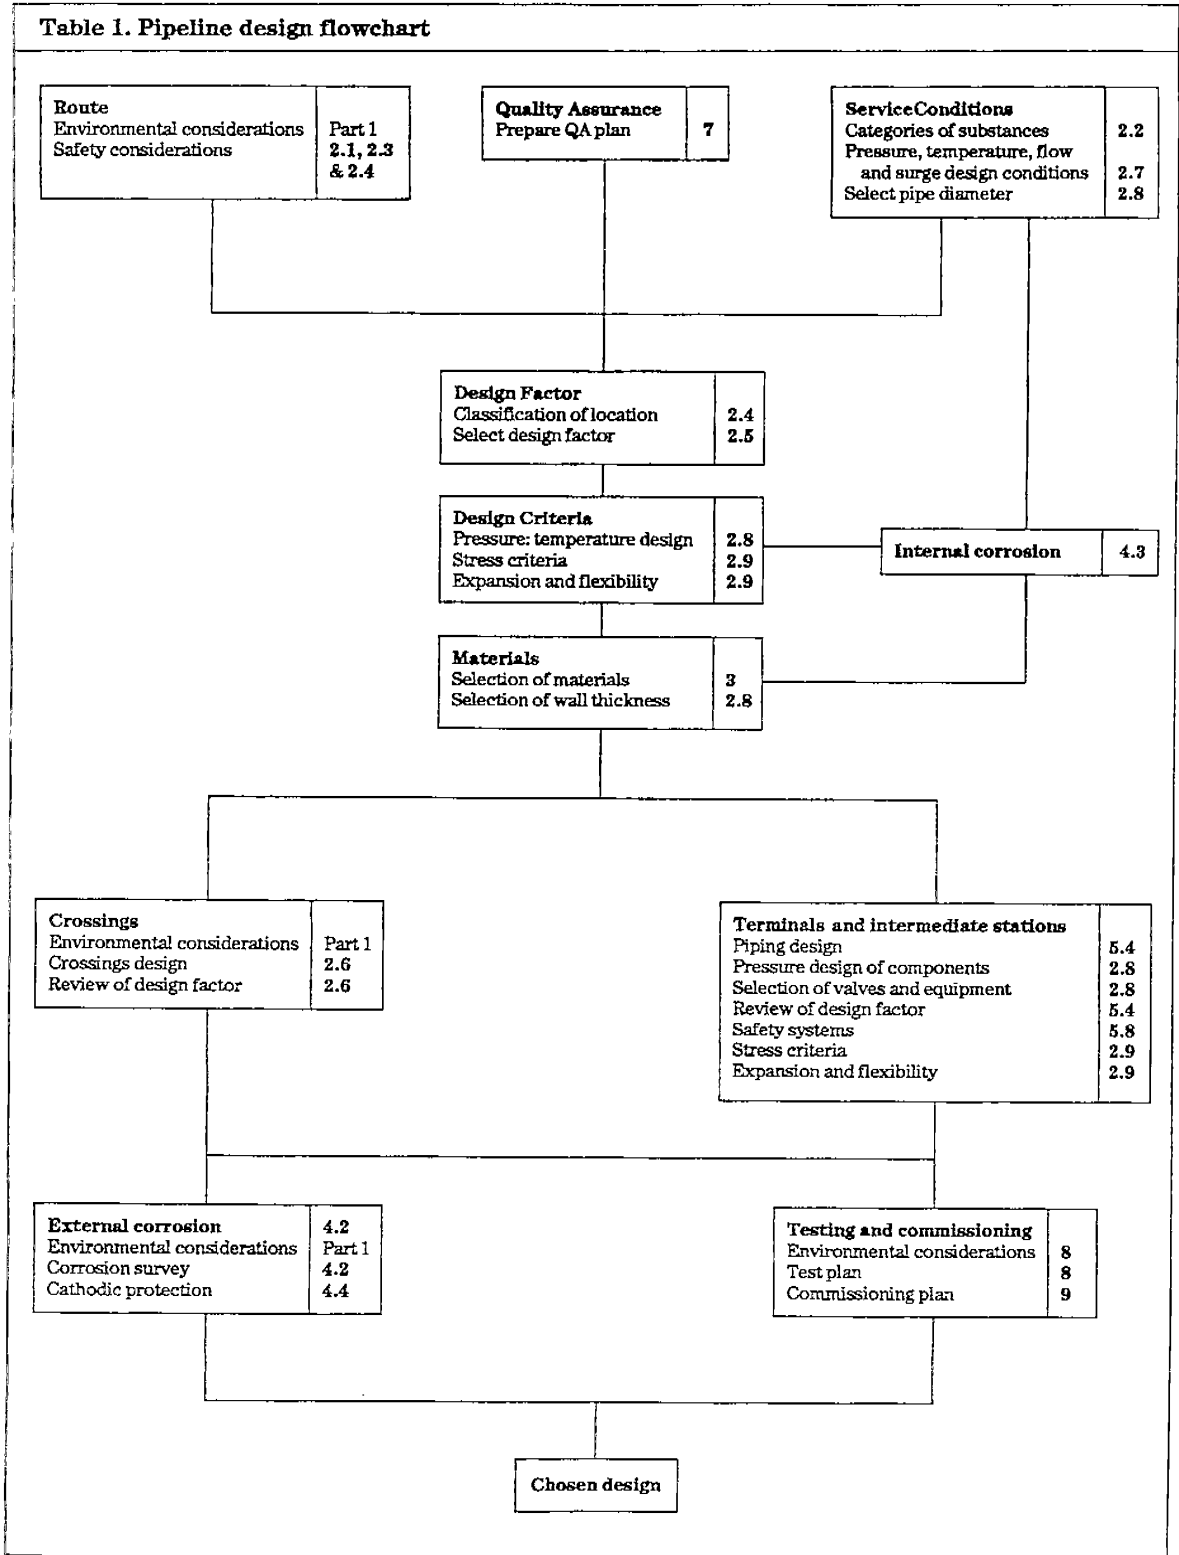 Table 1. Pipeline design flowchart
Route
Environmental considerations Part 1
Safety considerations 2.1, 2.3
& 2.4
Quality Assurance
Prepare QA plan 7
ServiceConditions
Categories of substances 2.2
Pressure, temperature, flow
and surge design conditions 2.7
Select pipe diameter 2.8
Design Factor
Classification of location 2.4
Select design factor 2.5
Design Criteria
Pressure: temperature design 2.8
Stress criteria 2.9
Expansion and flexibility 2.9
Internal corrosion 4.3
Materials
Selection of materials 3
Selection of wall thickness 2.8
Crossings
Environmental considerations Part 1
Crossings design 2.6
Review of design factor 2.6
Terminals and intermediate stations
Piping design 5.4
Pressure design of components 2.8
Selection of valves and equipment 2.8
Review of design factor 5.4
Safety systems 5.8
Stress criteria 2.9
Expansion and flexibility 2.9
External corrosion 4.2
Environmental considerations Part 1
Corrosion survey 4.2
Cathodic protection 4.4
Testing and commissioning
Environmental considerations 8
Test plan 8
Commissioning plan 9
Chosen design